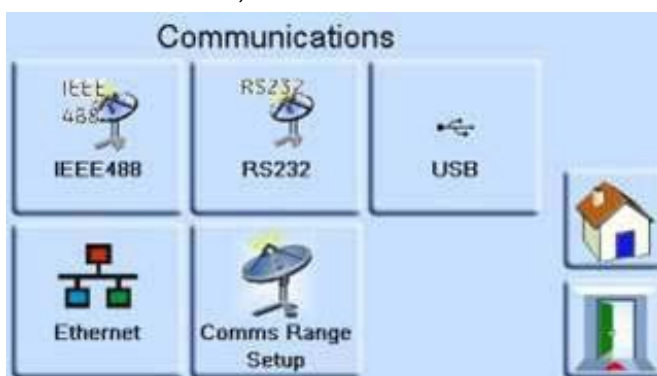 Communications
IEEE
488
IEEE488
RS232
RS232
USB
Ethernet
Comms Range
Setup